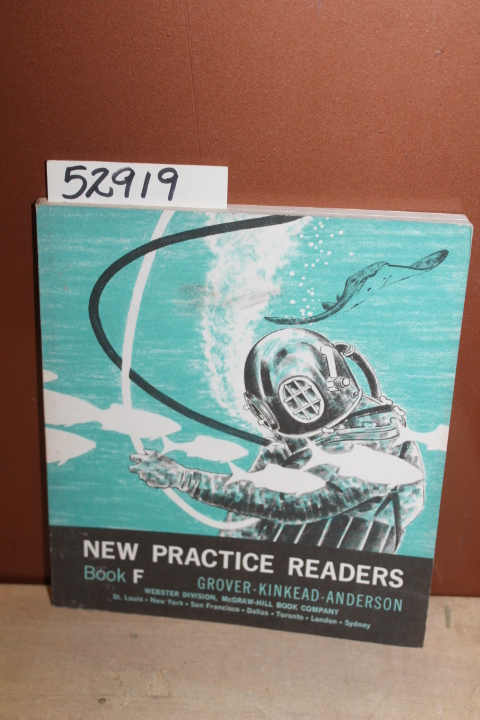 52919
NEW PRACTICE READERS
Book F
GROVER-KINKEAD-ANDERSON
WEBSTER DIVISION, McGRAW-HILL BOOK COMPANY
St. Louis • New York • San Francisco • Dallas • Toronto • London • Sydney